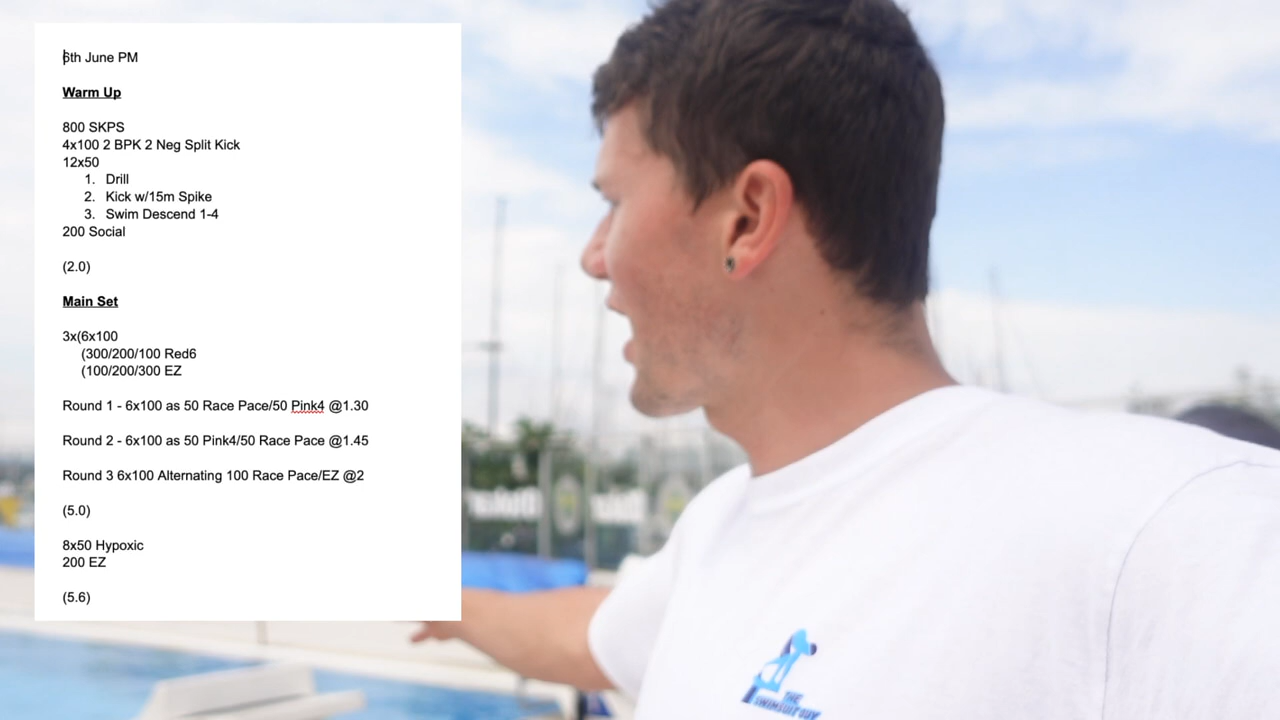 6th June PM
Warm Up
800 SKPS
4x100 2 BPK 2 Neg Split Kick
12x50
1. Drill
2. Kick w/15m Spike
3. Swim Descend 1-4
200 Social
(2.0)
Main Set
3x(6x100
(300/200/100 Red6
(100/200/300 EZ
Round 1 - 6x100 as 50 Race Pace/50 Pink4 @1.30
Round 2 - 6x100 as 50 Pink4/50 Race Pace @1.45
Round 3 6x100 Alternating 100 Race Pace/EZ @2
(5.0)
8x50 Hypoxic
200 EZ
(5.6)
THE
SWIMSUIT GUY